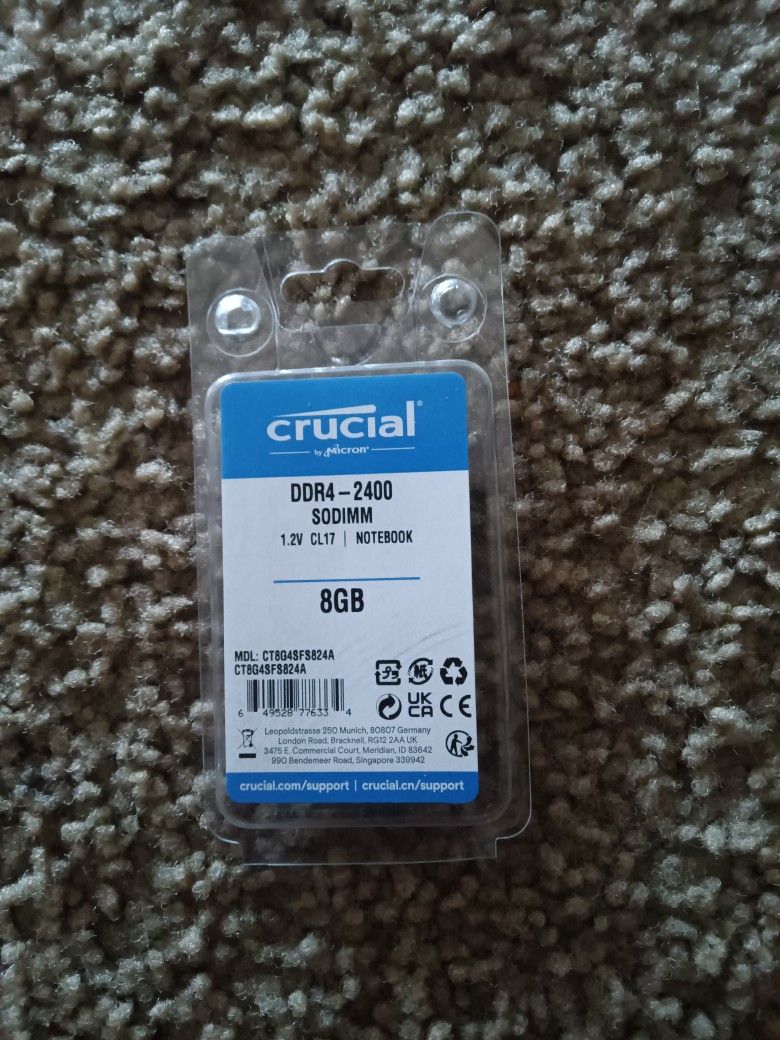 crucial®
by Micron®
DDR4-2400
SODIMM
1.2V CL17 | NOTEBOOK
8GB
MDL: CT8G4SFS824A
CT8G4SFS824A
6 49528 77633 4
UK
CA
CE
Leopoldstrasse 250 Munich, 80807 Germany
London Road, Bracknell, RG12 2AA UK
3475 E. Commercial Court, Meridian, ID 83642
990 Bendemeer Road, Singapore 339942
crucial.com/support | crucial.cn/support